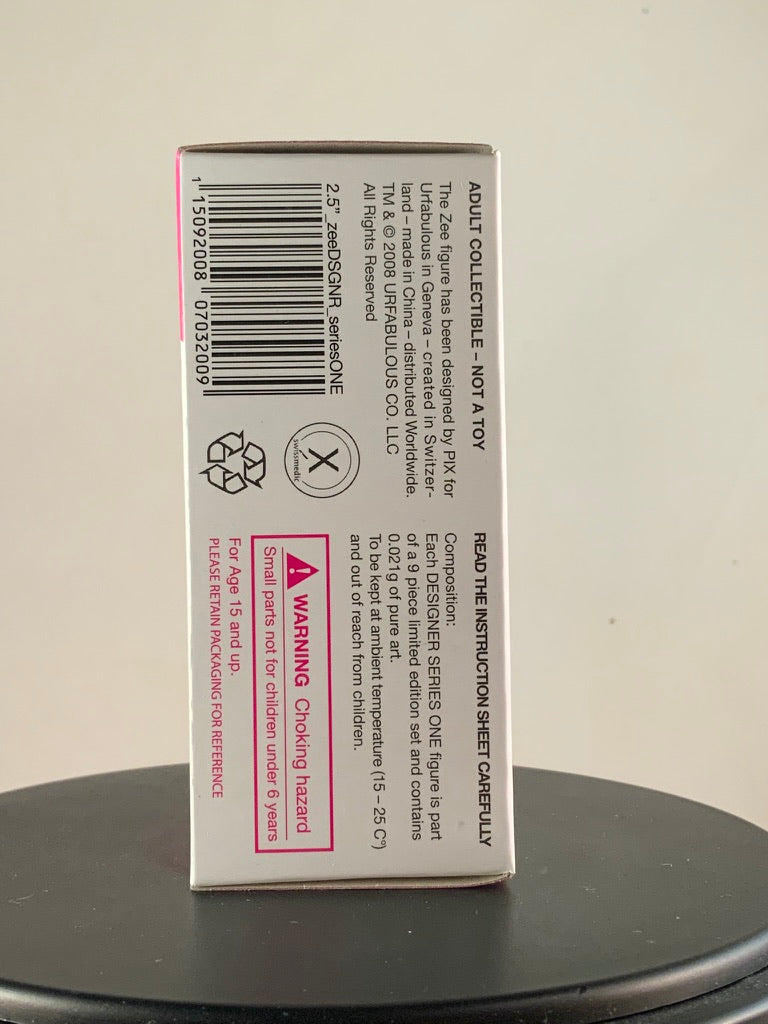 ADULT COLLECTIBLE – NOT A TOY
The Zee figure has been designed by PIX for
Urfabulous in Geneva – created in Switzer-
land – made in China – distributed Worldwide.
TM & © 2008 URFABULOUS CO. LLC
All Rights Reserved
2.5"_zeeDSGNR_seriesONE
1 15092008 07032009
X
swissmedic
READ THE INSTRUCTION SHEET CAREFULLY
Composition:
Each DESIGNER SERIES ONE figure is part
of a 9 piece limited edition set and contains
0.021g of pure art.
To be kept at ambient temperature (15 – 25 C°)
and out of reach from children.
WARNING Choking hazard
Small parts not for children under 6 years
For Age 15 and up.
PLEASE RETAIN PACKAGING FOR REFERENCE